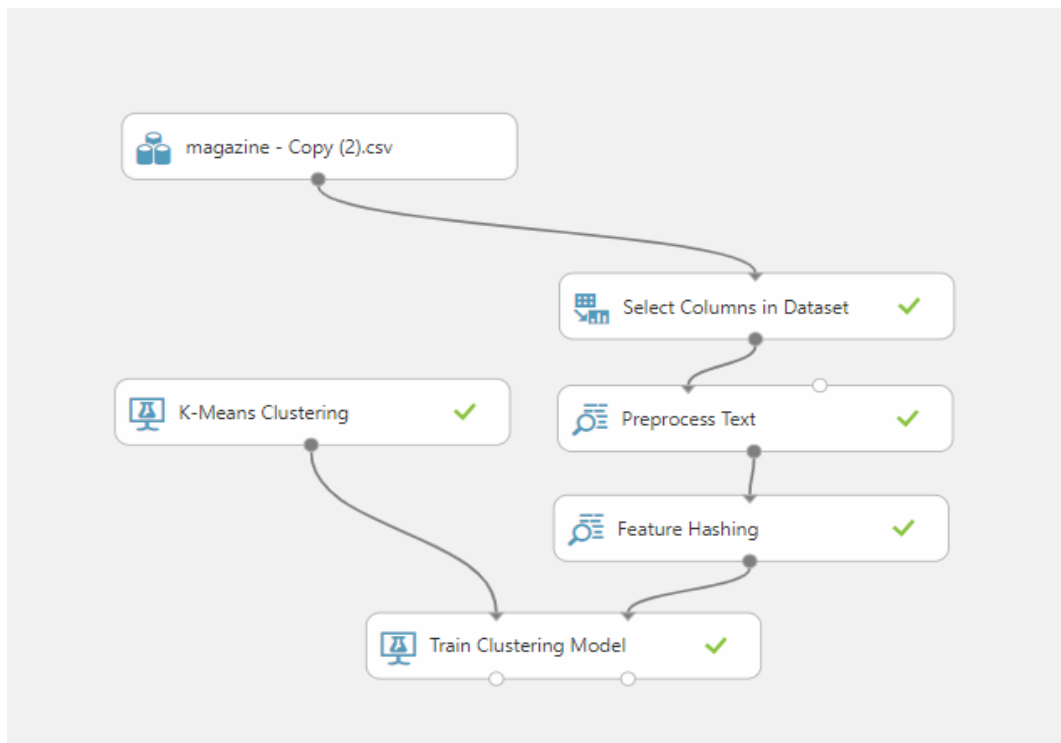 magazine - Copy (2).csv
Select Columns in Dataset
K-Means Clustering
Preprocess Text
Feature Hashing
Train Clustering Model